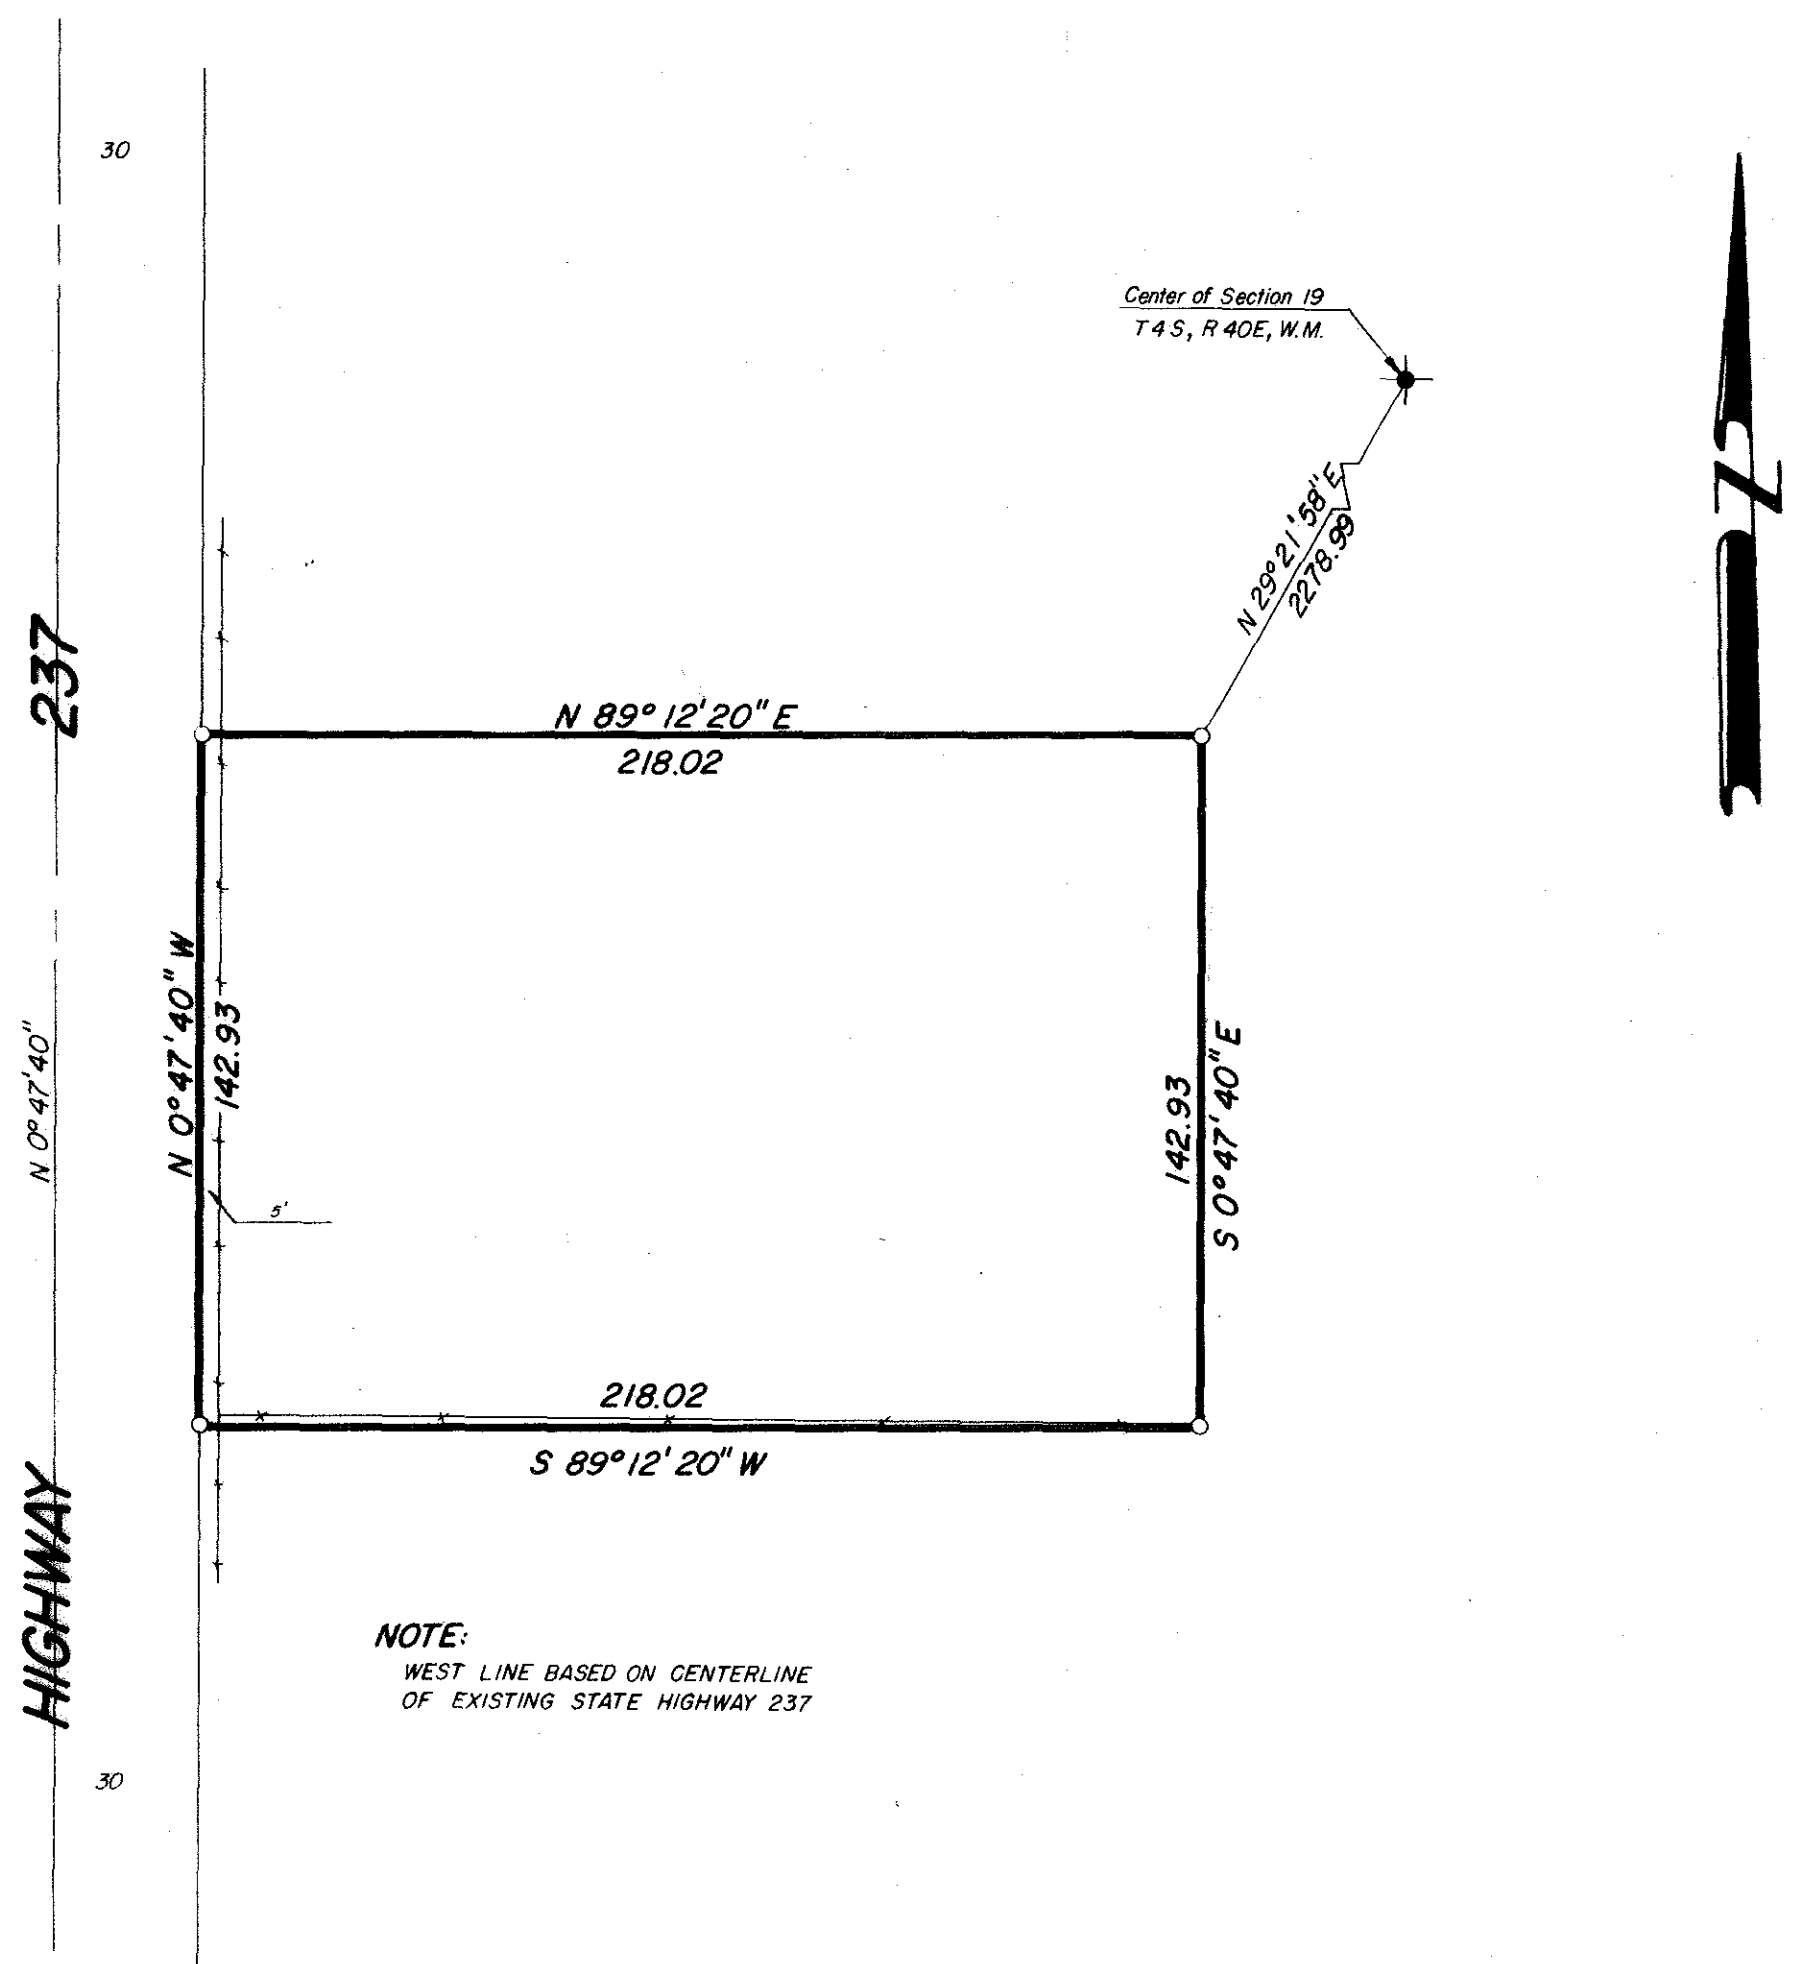 30
Center of Section 19
T4S, R40E, W.M.
N
N 29° 21' 58" E
2278.99
HIGHWAY 237
N 89° 12' 20" E
218.02
N 0° 47' 40" W
142.93
N 0° 47' 40"
142.93
S 0° 47' 40" E
5'
218.02
S 89° 12' 20" W
NOTE:
WEST LINE BASED ON CENTERLINE
OF EXISTING STATE HIGHWAY 237
30